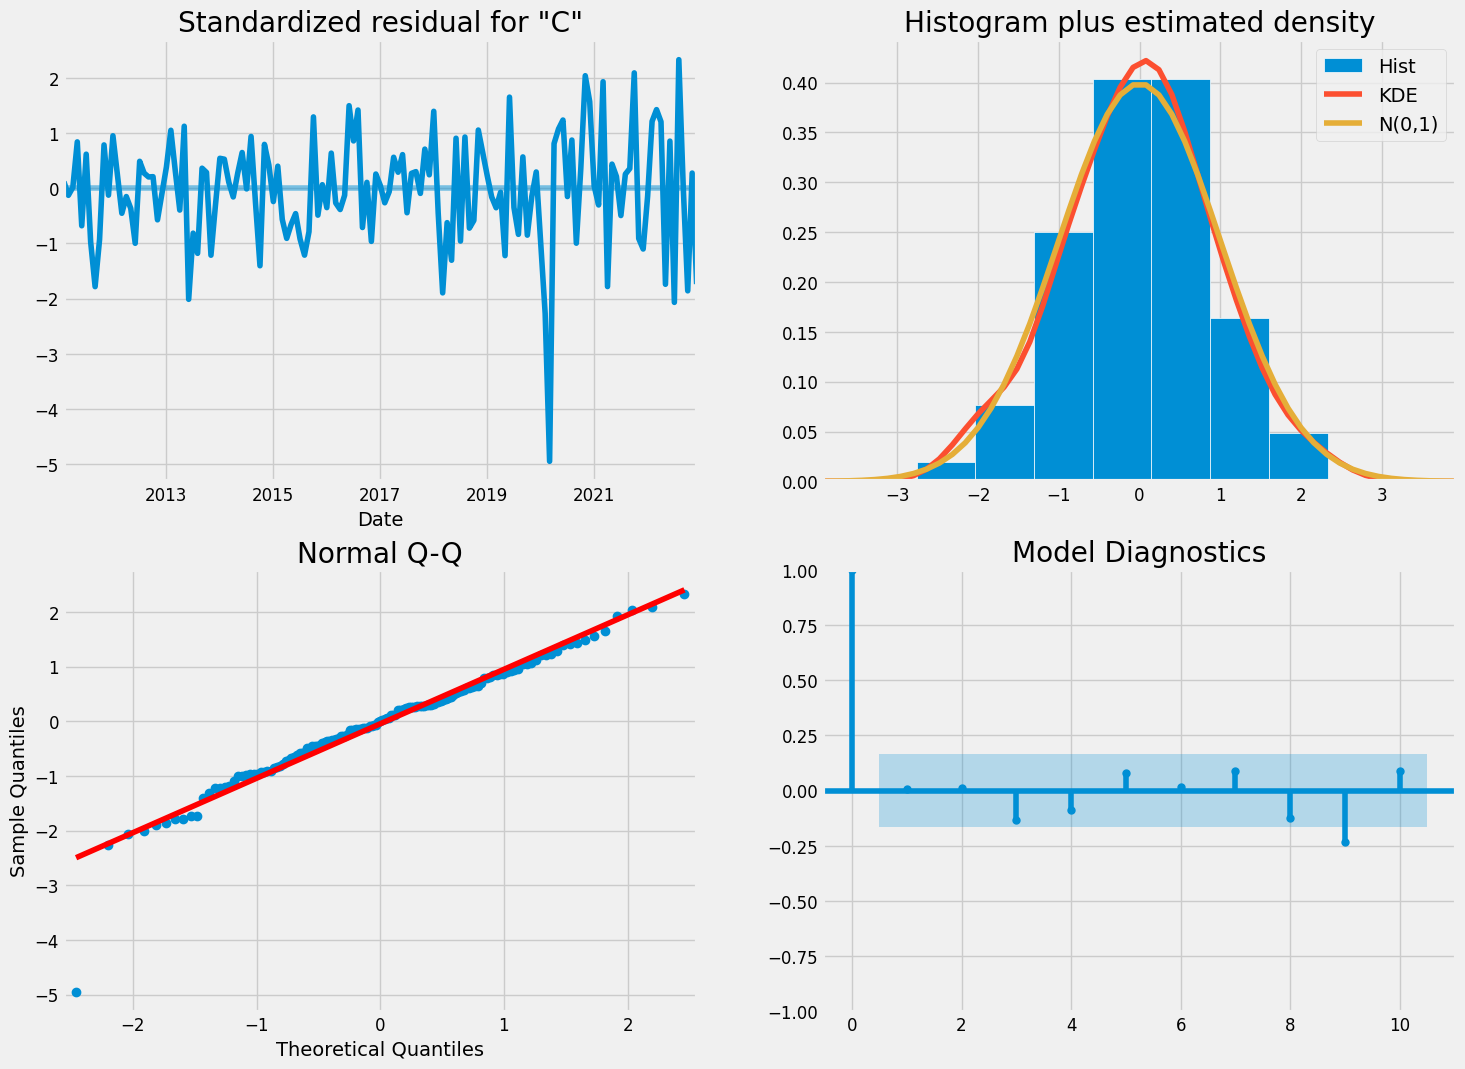 Standardized residual for "C"
2
1
0
−1
−2
−3
−4
−5
2013 2015 2017 2019 2021
Date
Histogram plus estimated density
Hist
KDE
N(0,1)
0.40
0.35
0.30
0.25
0.20
0.15
0.10
0.05
0.00
−3 −2 −1 0 1 2 3
Normal Q-Q
Sample Quantiles
2
1
0
−1
−2
−3
−4
−5
−2 −1 0 1 2
Theoretical Quantiles
Model Diagnostics
1.00
0.75
0.50
0.25
0.00
−0.25
−0.50
−0.75
−1.00
0 2 4 6 8 10